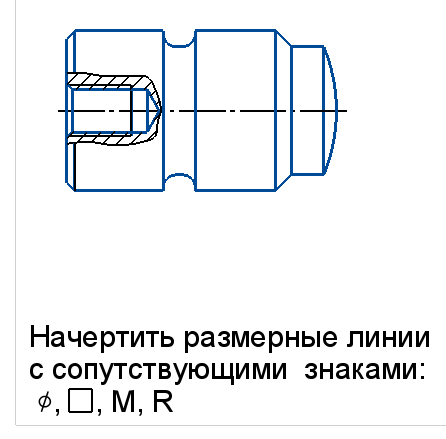 Начертить размерные линии
с сопутствующими знаками:
⌀, □, М, R